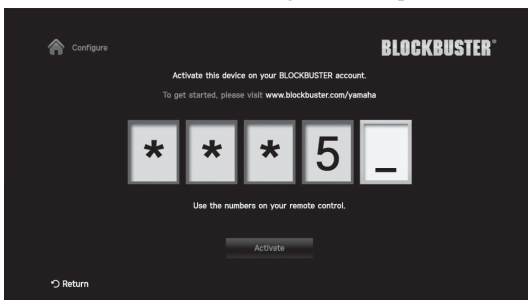 Configure
BLOCKBUSTER®
Activate this device on your BLOCKBUSTER account.
To get started, please visit www.blockbuster.com/yamaha
* * * 5 _
Use the numbers on your remote control.
Activate
Return